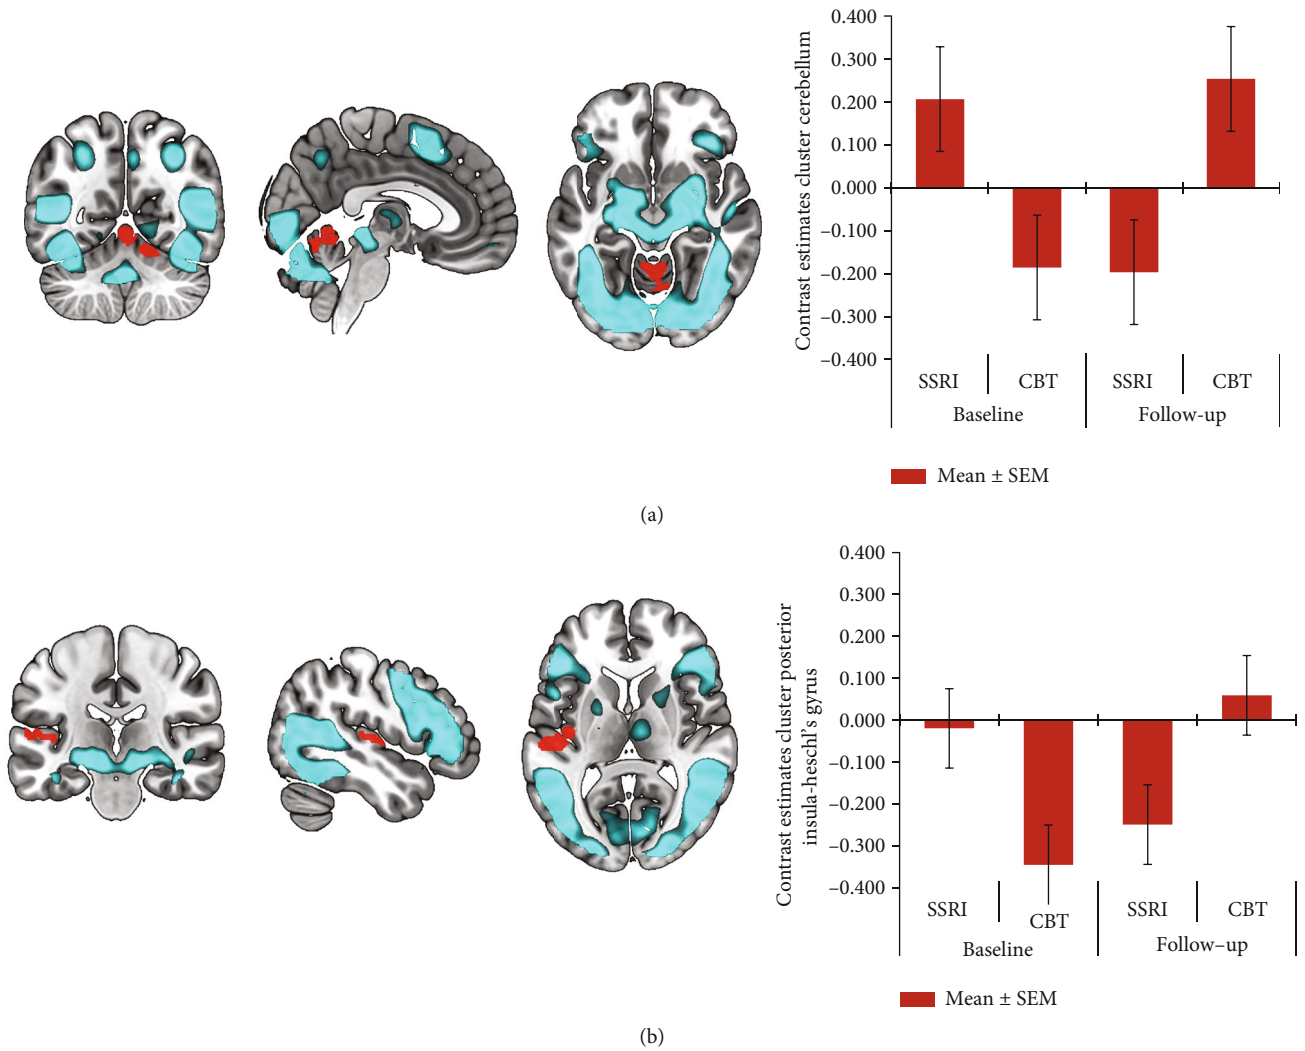 Contrast estimates cluster cerebellum
0.400
0.300
0.200
0.100
0.000
–0.100
–0.200
–0.300
–0.400
SSRI CBT SSRI CBT
Baseline Follow-up
Mean ± SEM
(a)
Contrast estimates cluster posterior
insula-heschl's gyrus
0.400
0.300
0.200
0.100
0.000
–0.100
–0.200
–0.300
–0.400
SSRI CBT SSRI CBT
Baseline Follow–up
Mean ± SEM
(b)